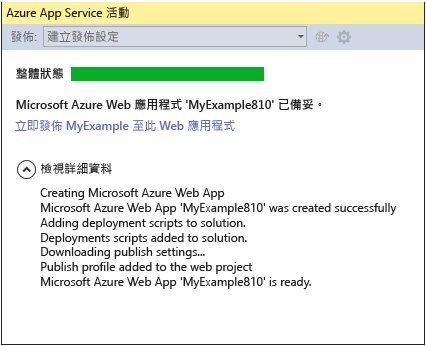 Azure App Service 活動
發佈: 建立發佈設定
整體狀態
Microsoft Azure Web 應用程式 'MyExample810' 已備妥。
立即發佈 MyExample 至此 Web 應用程式
檢視詳細資料
Creating Microsoft Azure Web App
Microsoft Azure Web App 'MyExample810' was created successfully
Adding deployment scripts to solution.
Deployments scripts added to solution.
Downloading publish settings...
Publish profile added to the web project
Microsoft Azure Web App 'MyExample810' is ready.